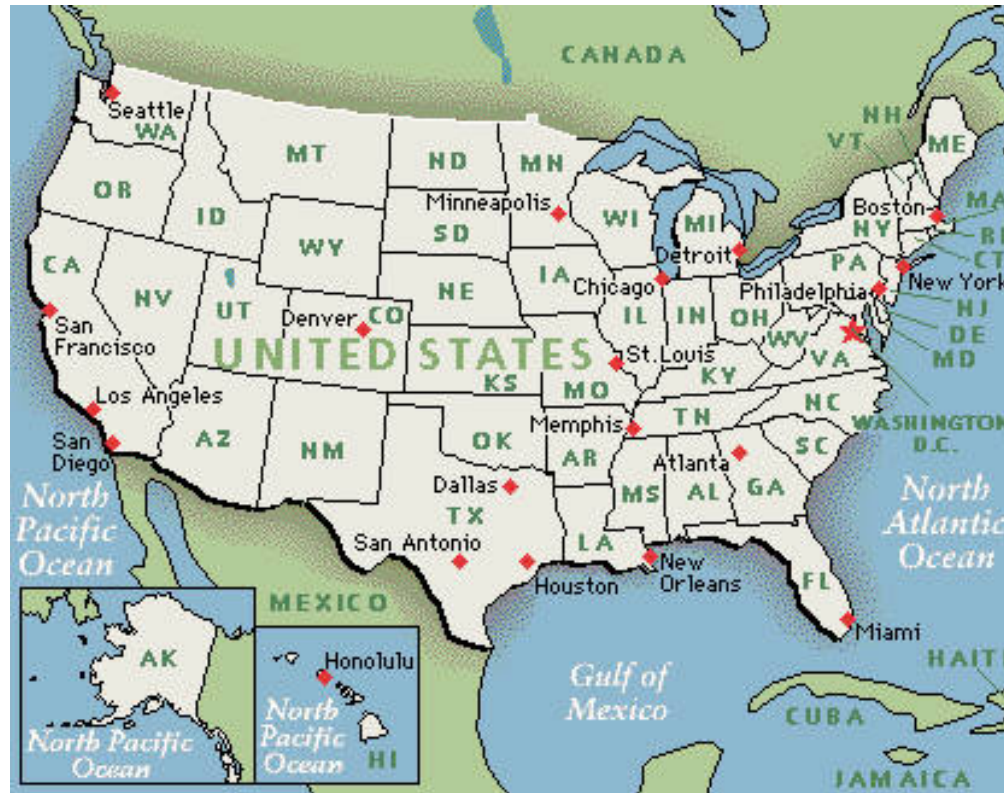 CANADA
NH
VT
ME
Seattle
WA
MT
ND
MN
OR
ID
Minneapolis
WI
MI
Boston
MA
NY
RI
CT
WY
SD
Detroit
CA
IA
PA
New York
NV
UT
NE
Chicago
Philadelphia
NJ
San
Francisco
Denver
CO
IL
IN
OH
WV
VA
DE
MD
UNITED STATES
St.Louis
KS
MO
KY
Los Angeles
NC
WASHINGTON
D.C.
San
Diego
AZ
NM
OK
Memphis
TN
AR
Atlanta
SC
North
Pacific
Ocean
Dallas
TX
MS
AL
GA
North
Atlantic
Ocean
San Antonio
LA
Houston
New
Orleans
FL
MEXICO
Miami
AK
North Pacific
Ocean
Honolulu
North
Pacific
Ocean
HI
Gulf of
Mexico
HAITI
CUBA
JAMAICA